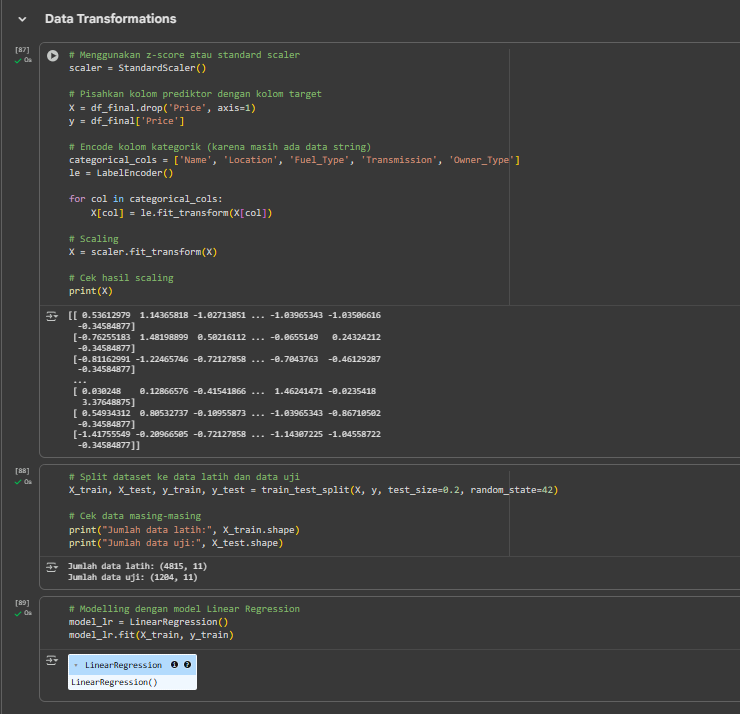 Data Transformations
[87]
0s
# Menggunakan z-score atau standard scaler
scaler = StandardScaler()
# Pisahkan kolom prediktor dengan kolom target
X = df_final.drop('Price', axis=1)
y = df_final['Price']
# Encode kolom kategorik (karena masih ada data string)
categorical_cols = ['Name', 'Location', 'Fuel_Type', 'Transmission', 'Owner_Type']
le = LabelEncoder()
for col in categorical_cols:
    X[col] = le.fit_transform(X[col])
# Scaling
X = scaler.fit_transform(X)
# Cek hasil scaling
print(X)
[[ 0.53612979  1.14365818 -1.02713851 ... -1.03965343 -1.03506616
  -0.34584877]
 [-0.76255183  1.48198899  0.50216112 ... -0.0655149   0.24324212
  -0.34584877]
 [-0.81162991 -1.22465746 -0.72127858 ... -0.7043763  -0.46129287
  -0.34584877]
 ...
 [ 0.030248    0.12866576 -0.41541866 ...  1.46241471 -0.0235418
   3.37648875]
 [ 0.54934312  0.80532737 -0.10955873 ... -1.03965343 -0.86710502
  -0.34584877]
 [-1.41755549 -0.20966505 -0.72127858 ... -1.14307225 -1.04558722
  -0.34584877]]
[88]
0s
# Split dataset ke data latih dan data uji
X_train, X_test, y_train, y_test = train_test_split(X, y, test_size=0.2, random_state=42)
# Cek data masing-masing
print("Jumlah data latih:", X_train.shape)
print("Jumlah data uji:", X_test.shape)
Jumlah data latih: (4815, 11)
Jumlah data uji: (1204, 11)
[89]
0s
# Modelling dengan model Linear Regression
model_lr = LinearRegression()
model_lr.fit(X_train, y_train)
LinearRegression i ?
LinearRegression()